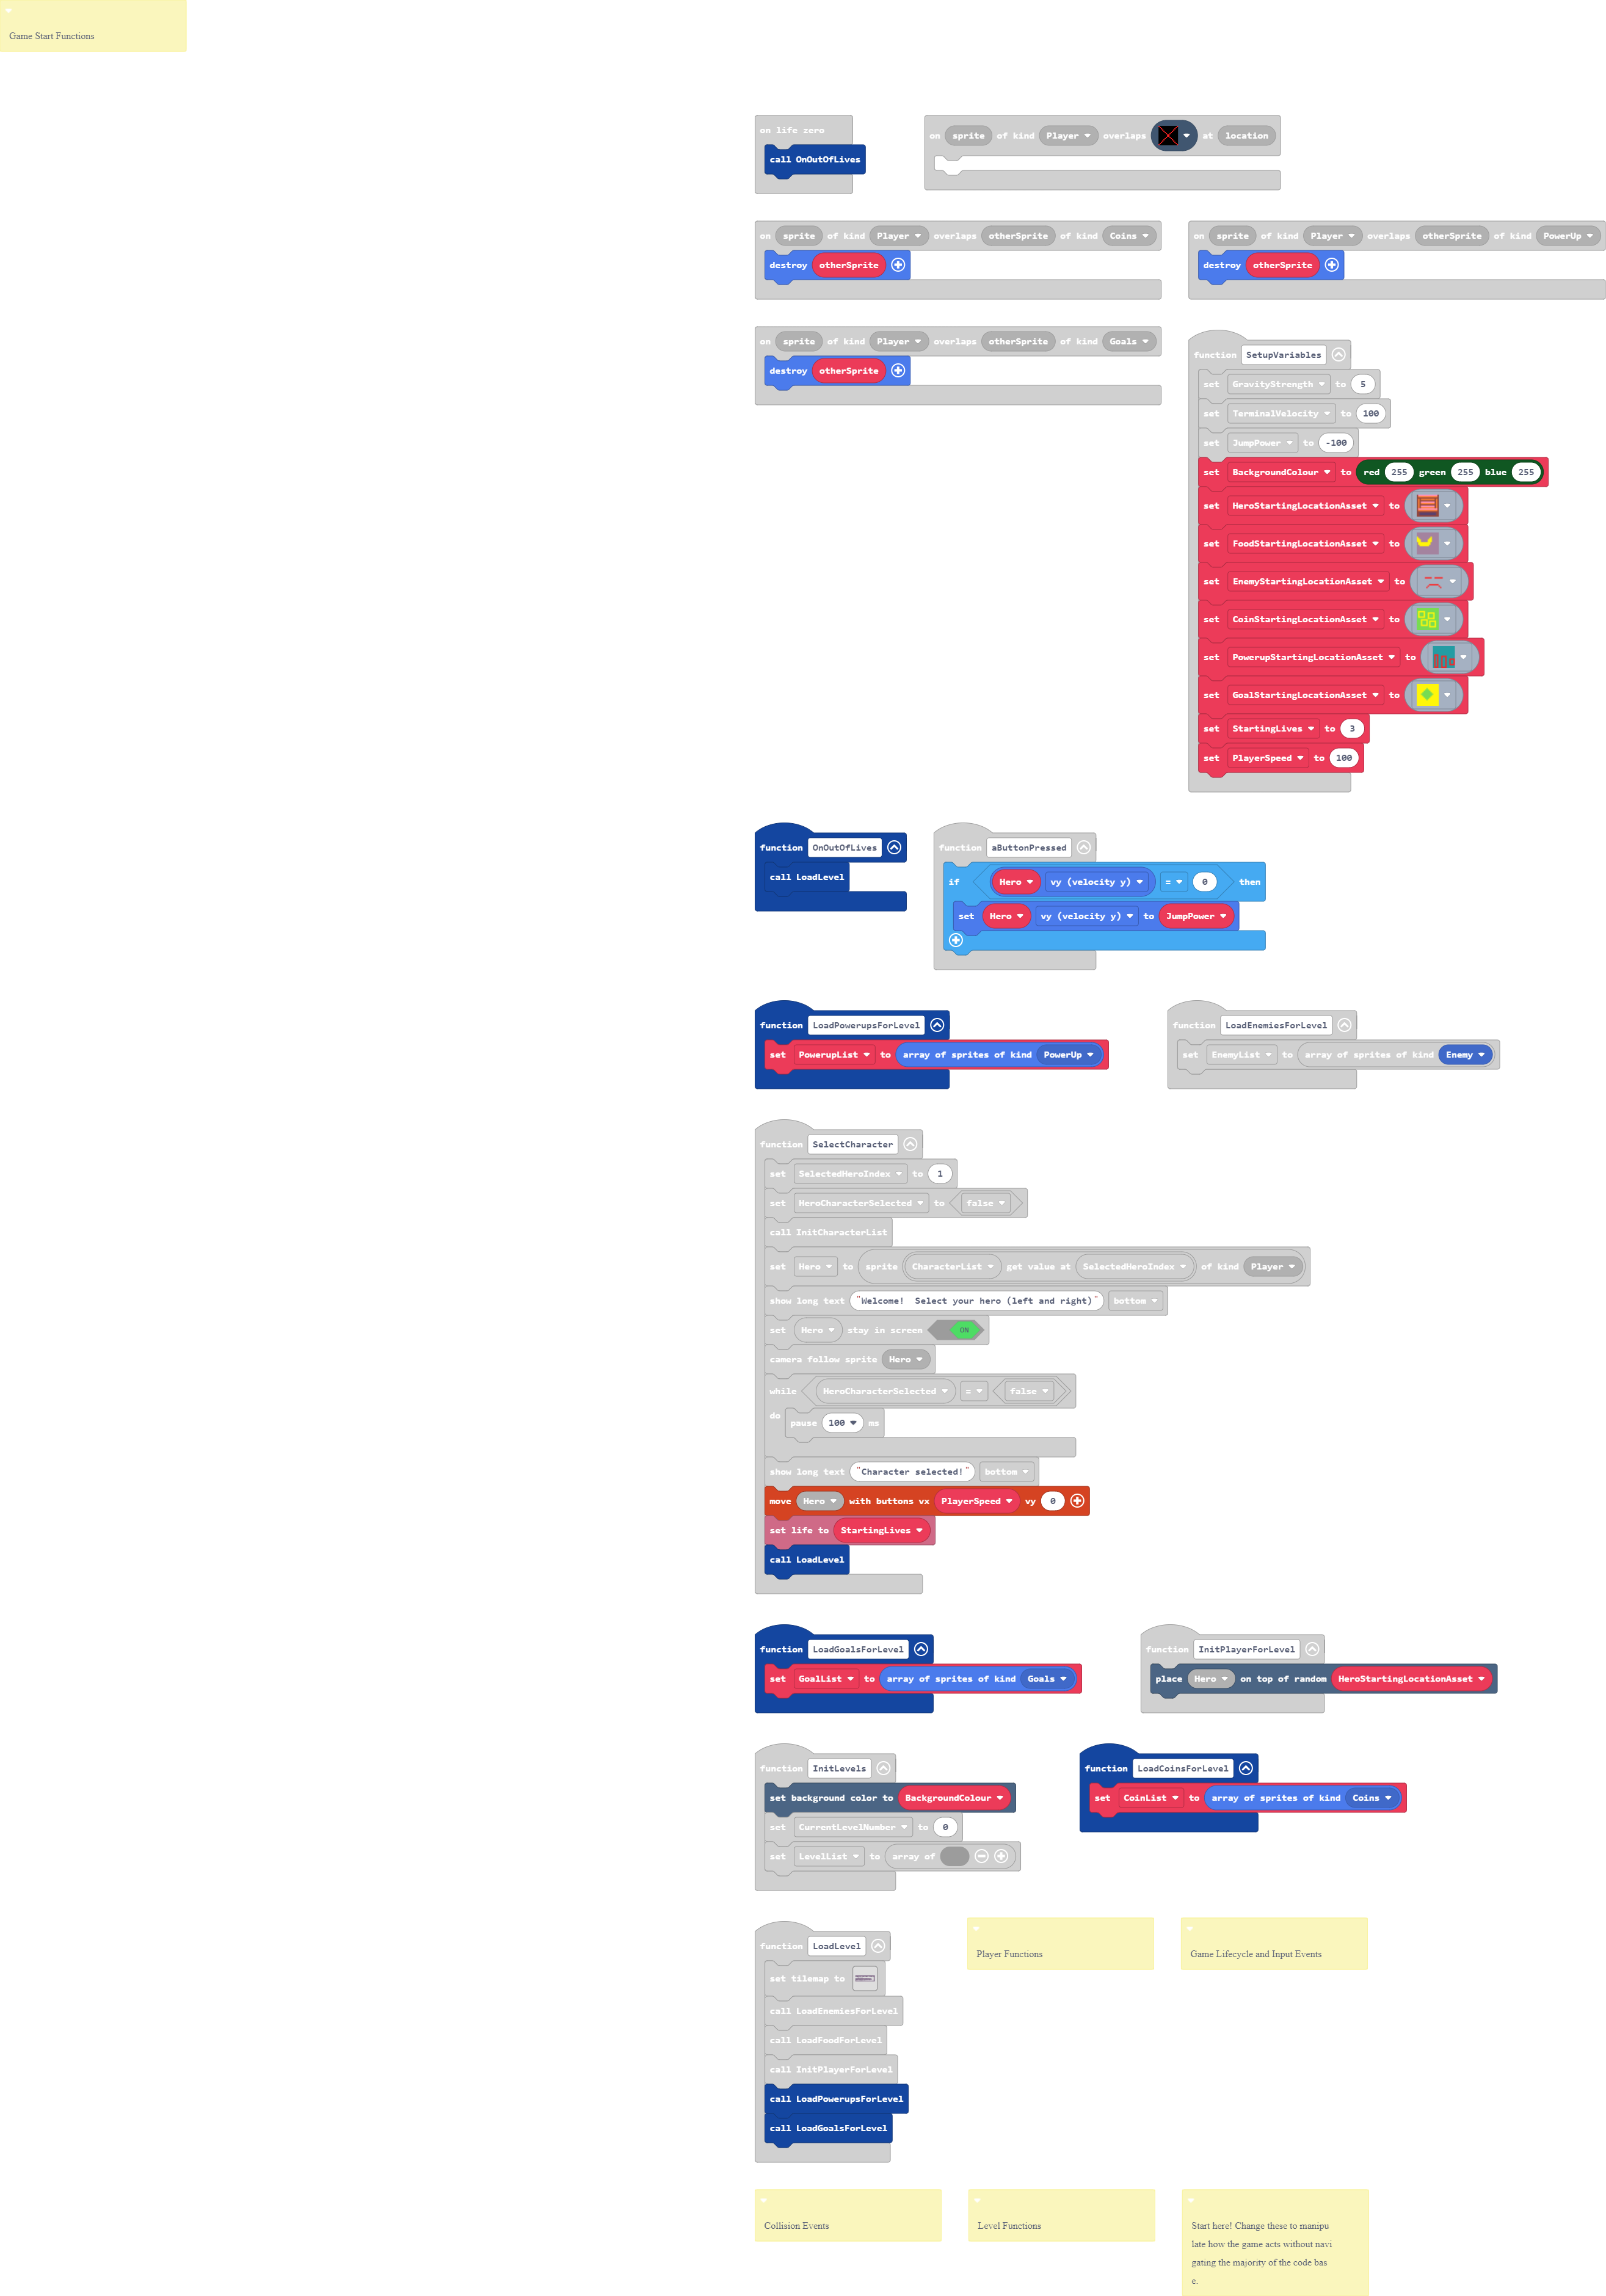 Game Start Functions
on life zero
call OnOutOfLives
on sprite of kind Player overlaps at location
on sprite of kind Player overlaps otherSprite of kind Coins
destroy otherSprite
on sprite of kind Player overlaps otherSprite of kind PowerUp
destroy otherSprite
on sprite of kind Player overlaps otherSprite of kind Goals
destroy otherSprite
function SetupVariables
set GravityStrength to 5
set TerminalVelocity to 100
set JumpPower to -100
set BackgroundColour to red 255 green 255 blue 255
set HeroStartingLocationAsset to
set FoodStartingLocationAsset to
set EnemyStartingLocationAsset to
set CoinStartingLocationAsset to
set PowerupStartingLocationAsset to
set GoalStartingLocationAsset to
set StartingLives to 3
set PlayerSpeed to 100
function OnOutOfLives
call LoadLevel
function aButtonPressed
if Hero vy (velocity y) = 0 then
set Hero vy (velocity y) to JumpPower
function LoadPowerupsForLevel
set PowerupList to array of sprites of kind PowerUp
function LoadEnemiesForLevel
set EnemyList to array of sprites of kind Enemy
function SelectCharacter
set SelectedHeroIndex to 1
set HeroCharacterSelected to false
call InitCharacterList
set Hero to sprite CharacterList get value at SelectedHeroIndex of kind Player
show long text "Welcome!  Select your hero (left and right)" bottom
set Hero stay in screen ON
camera follow sprite Hero
while HeroCharacterSelected = false
do pause 100 ms
show long text "Character selected!" bottom
move Hero with buttons vx PlayerSpeed vy 0
set life to StartingLives
call LoadLevel
function LoadGoalsForLevel
set GoalList to array of sprites of kind Goals
function InitPlayerForLevel
place Hero on top of random HeroStartingLocationAsset
function InitLevels
set background color to BackgroundColour
set CurrentLevelNumber to 0
set LevelList to array of
function LoadCoinsForLevel
set CoinList to array of sprites of kind Coins
function LoadLevel
set tilemap to
call LoadEnemiesForLevel
call LoadFoodForLevel
call InitPlayerForLevel
call LoadPowerupsForLevel
call LoadGoalsForLevel
Player Functions
Game Lifecycle and Input Events
Collision Events
Level Functions
Start here! Change these to manipu
late how the game acts without navi
gating the majority of the code bas
e.